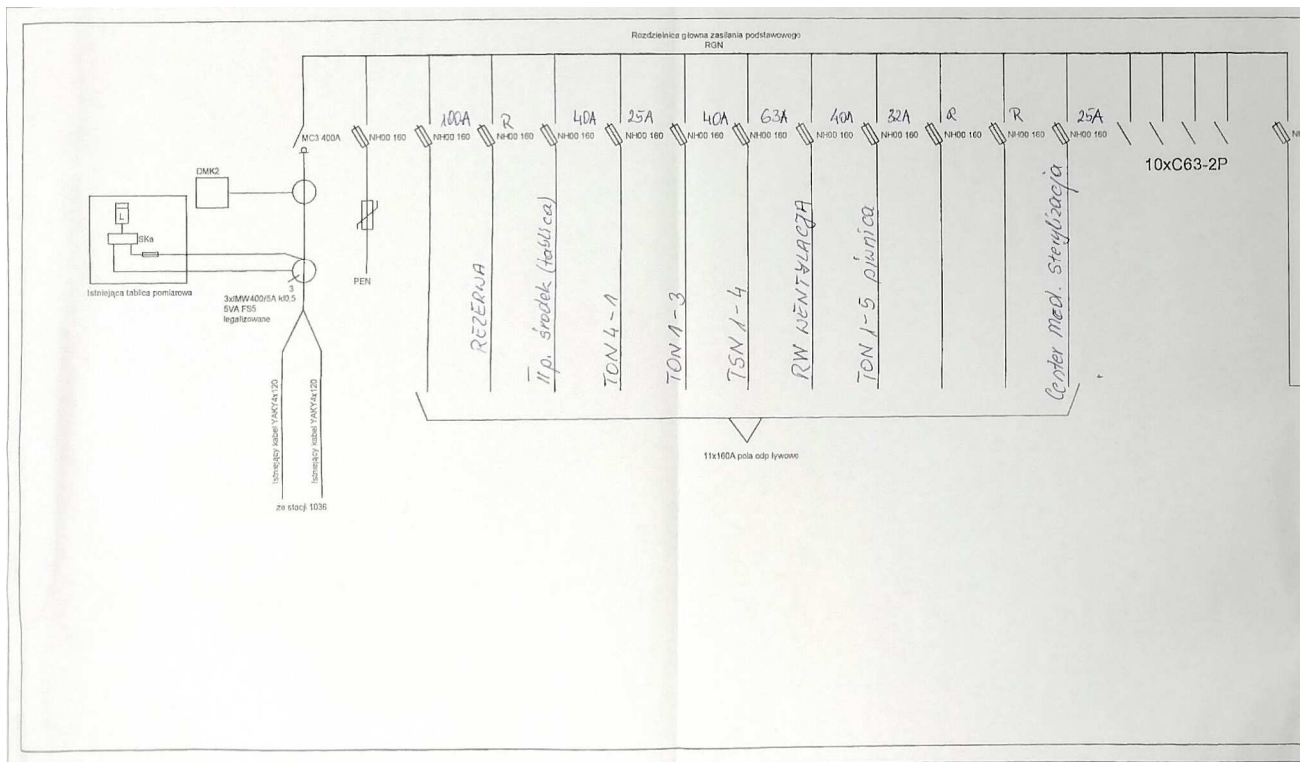 Rozdzielnica głowna zasilania podstawowego
RGN
100A R 40A 25A 40A 63A 40A 32A R R 25A
MC3 400A NH00 160 NH00 160 NH00 160 NH00 160 NH00 160 NH00 160 NH00 160 NH00 160 NH00 160 NH00 160 NH00 160 NH00 160
10xC63-2P
DMK2
L
SKa
PEN
3
Istniejąca tablica pomiarowa
3xIMW400/5A kl0,5
5VA FS5
legalizowane
REZERWA
II p. środek (tablica)
TON 4-1
TON 1-3
TSN 1-4
RW WENTYLACJA
TON 1-5 piwnica
Center Med. Sterylizacja
Istniejący kabel YAKY4x120
Istniejący kabel YAKY4x120
11x160A pola odpływowe
ze stocji 1036